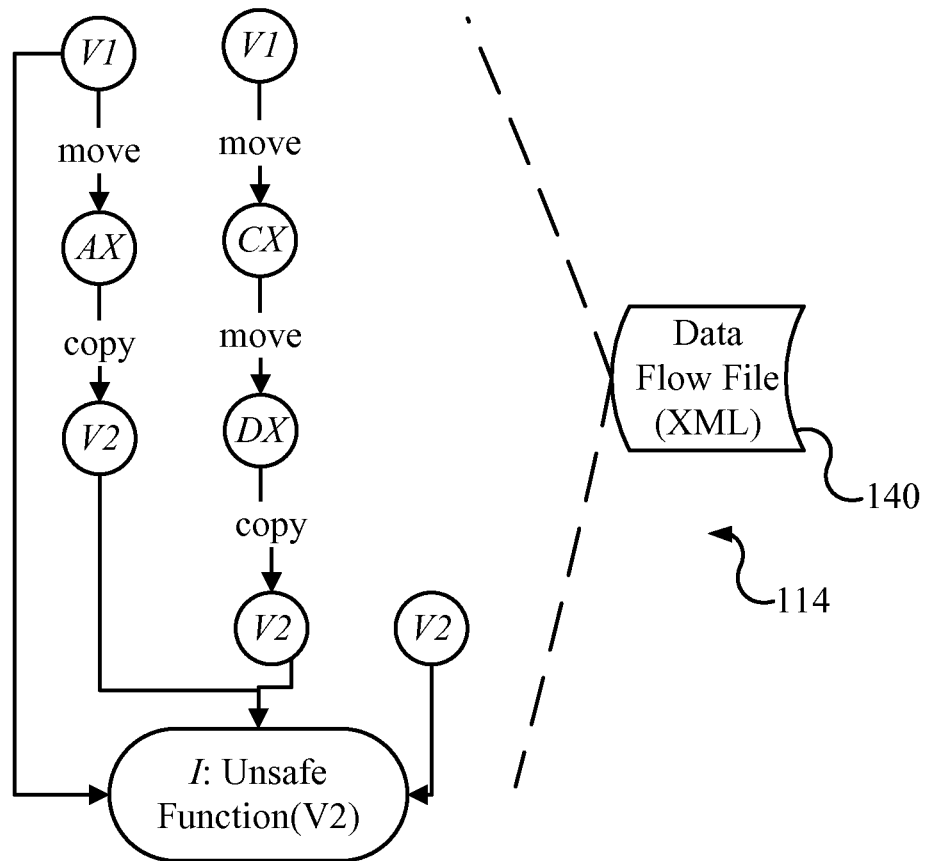 V1
move
AX
copy
V2
V1
move
CX
move
DX
copy
V2
V2
I: Unsafe
Function(V2)
Data
Flow File
(XML)
140
114